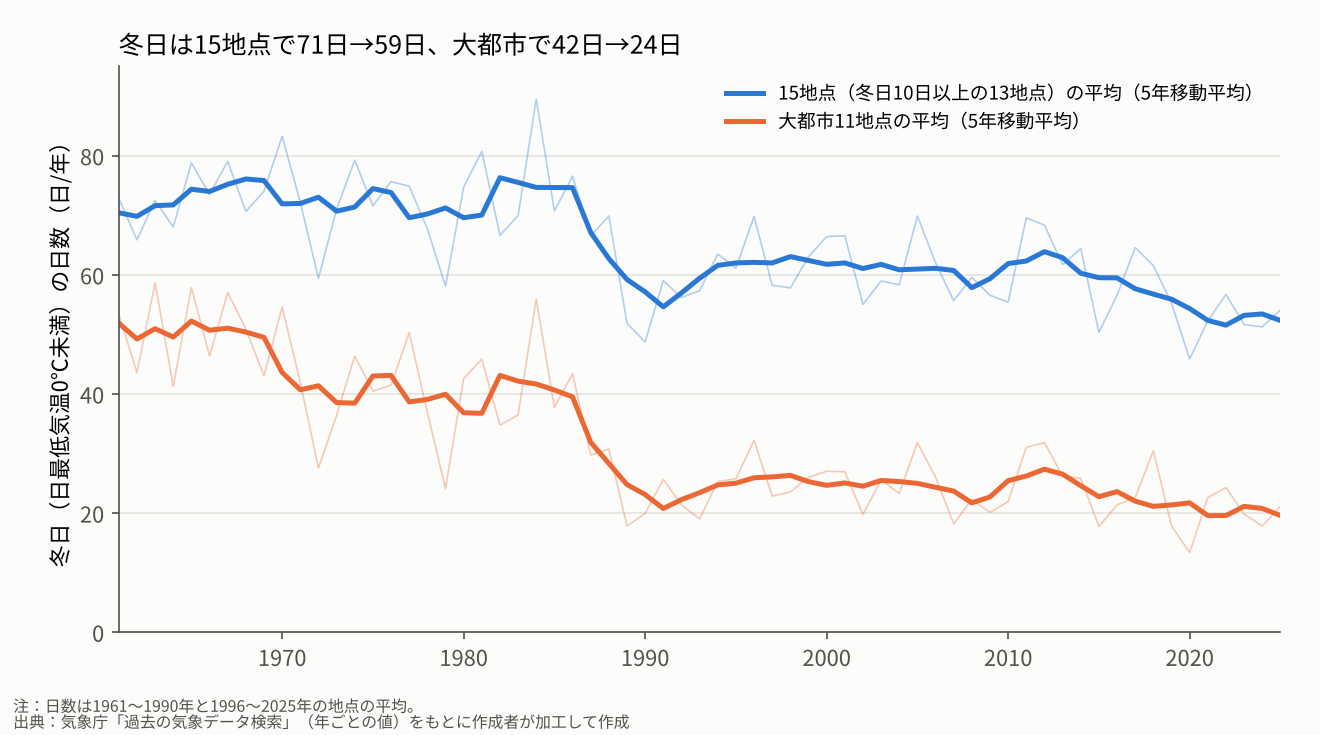 冬日は15地点で71日→59日、大都市で42日→24日
15地点（冬日10日以上の13地点）の平均（5年移動平均）
大都市11地点の平均（5年移動平均）
冬日（日最低気温0℃未満）の日数（日/年）
80
60
40
20
0
1970 1980 1990 2000 2010 2020
注：日数は1961〜1990年と1996〜2025年の地点の平均。
出典：気象庁「過去の気象データ検索」（年ごとの値）をもとに作成者が加工して作成